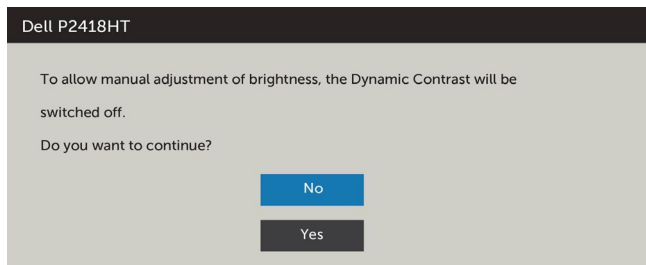 Dell P2418HT
To allow manual adjustment of brightness, the Dynamic Contrast will be
switched off.
Do you want to continue?
No
Yes